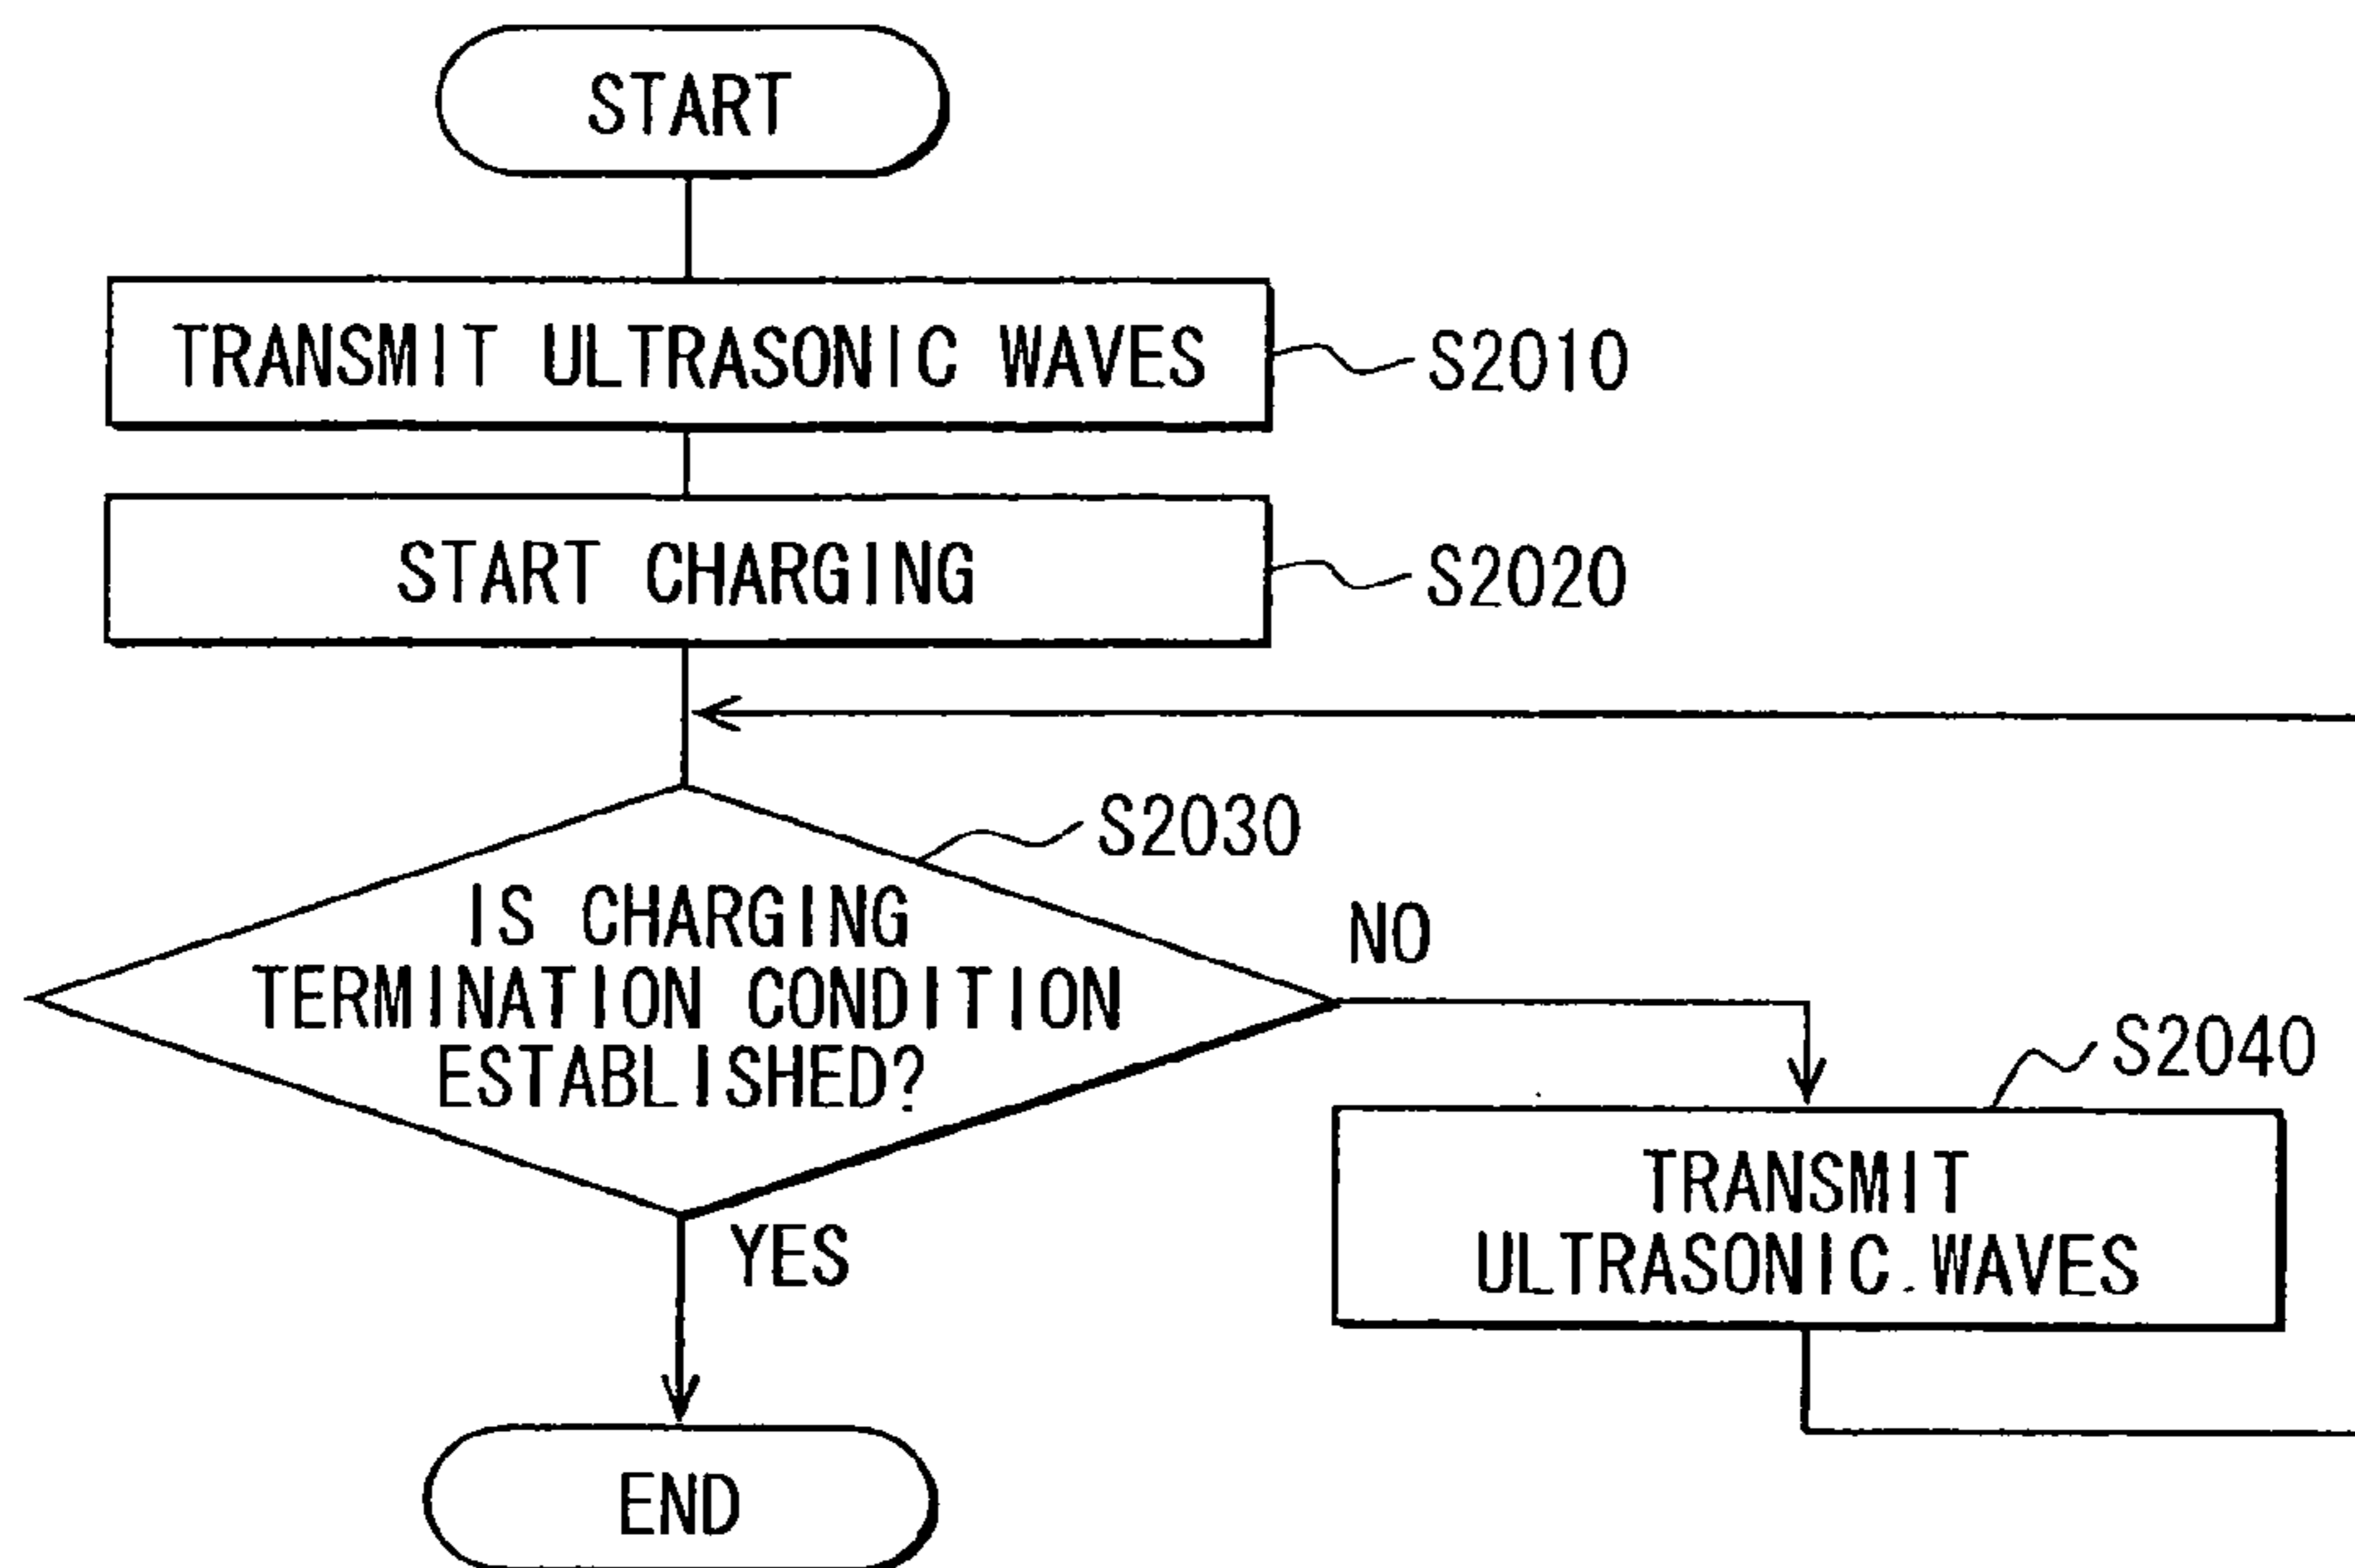 START
TRANSMIT ULTRASONIC WAVES
S2010
START CHARGING
S2020
S2030
IS CHARGING
TERMINATION CONDITION
ESTABLISHED?
NO
S2040
TRANSMIT
ULTRASONIC WAVES
YES
END